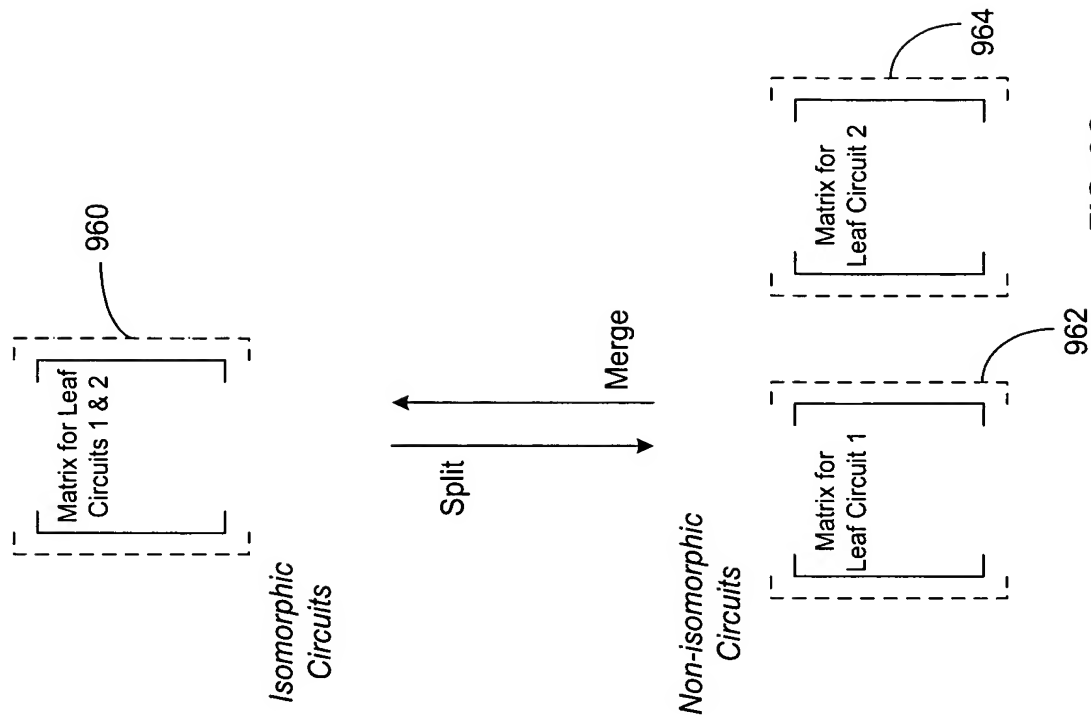 Matrix for Leaf
Circuits 1 & 2
960
Isomorphic
Circuits
Split
Merge
Non-isomorphic
Circuits
Matrix for
Leaf Circuit 1
Matrix for
Leaf Circuit 2
964
962